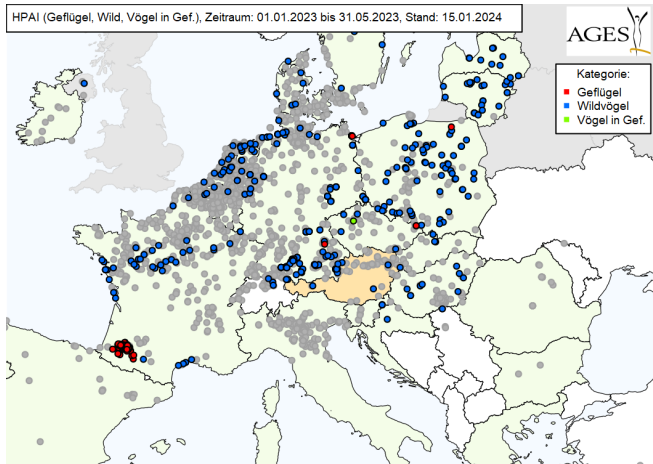 HPAI (Geflügel, Wild, Vögel in Gef.), Zeitraum: 01.01.2023 bis 31.05.2023, Stand: 15.01.2024
AGES
Kategorie:
Geflügel
Wildvögel
Vögel in Gef.